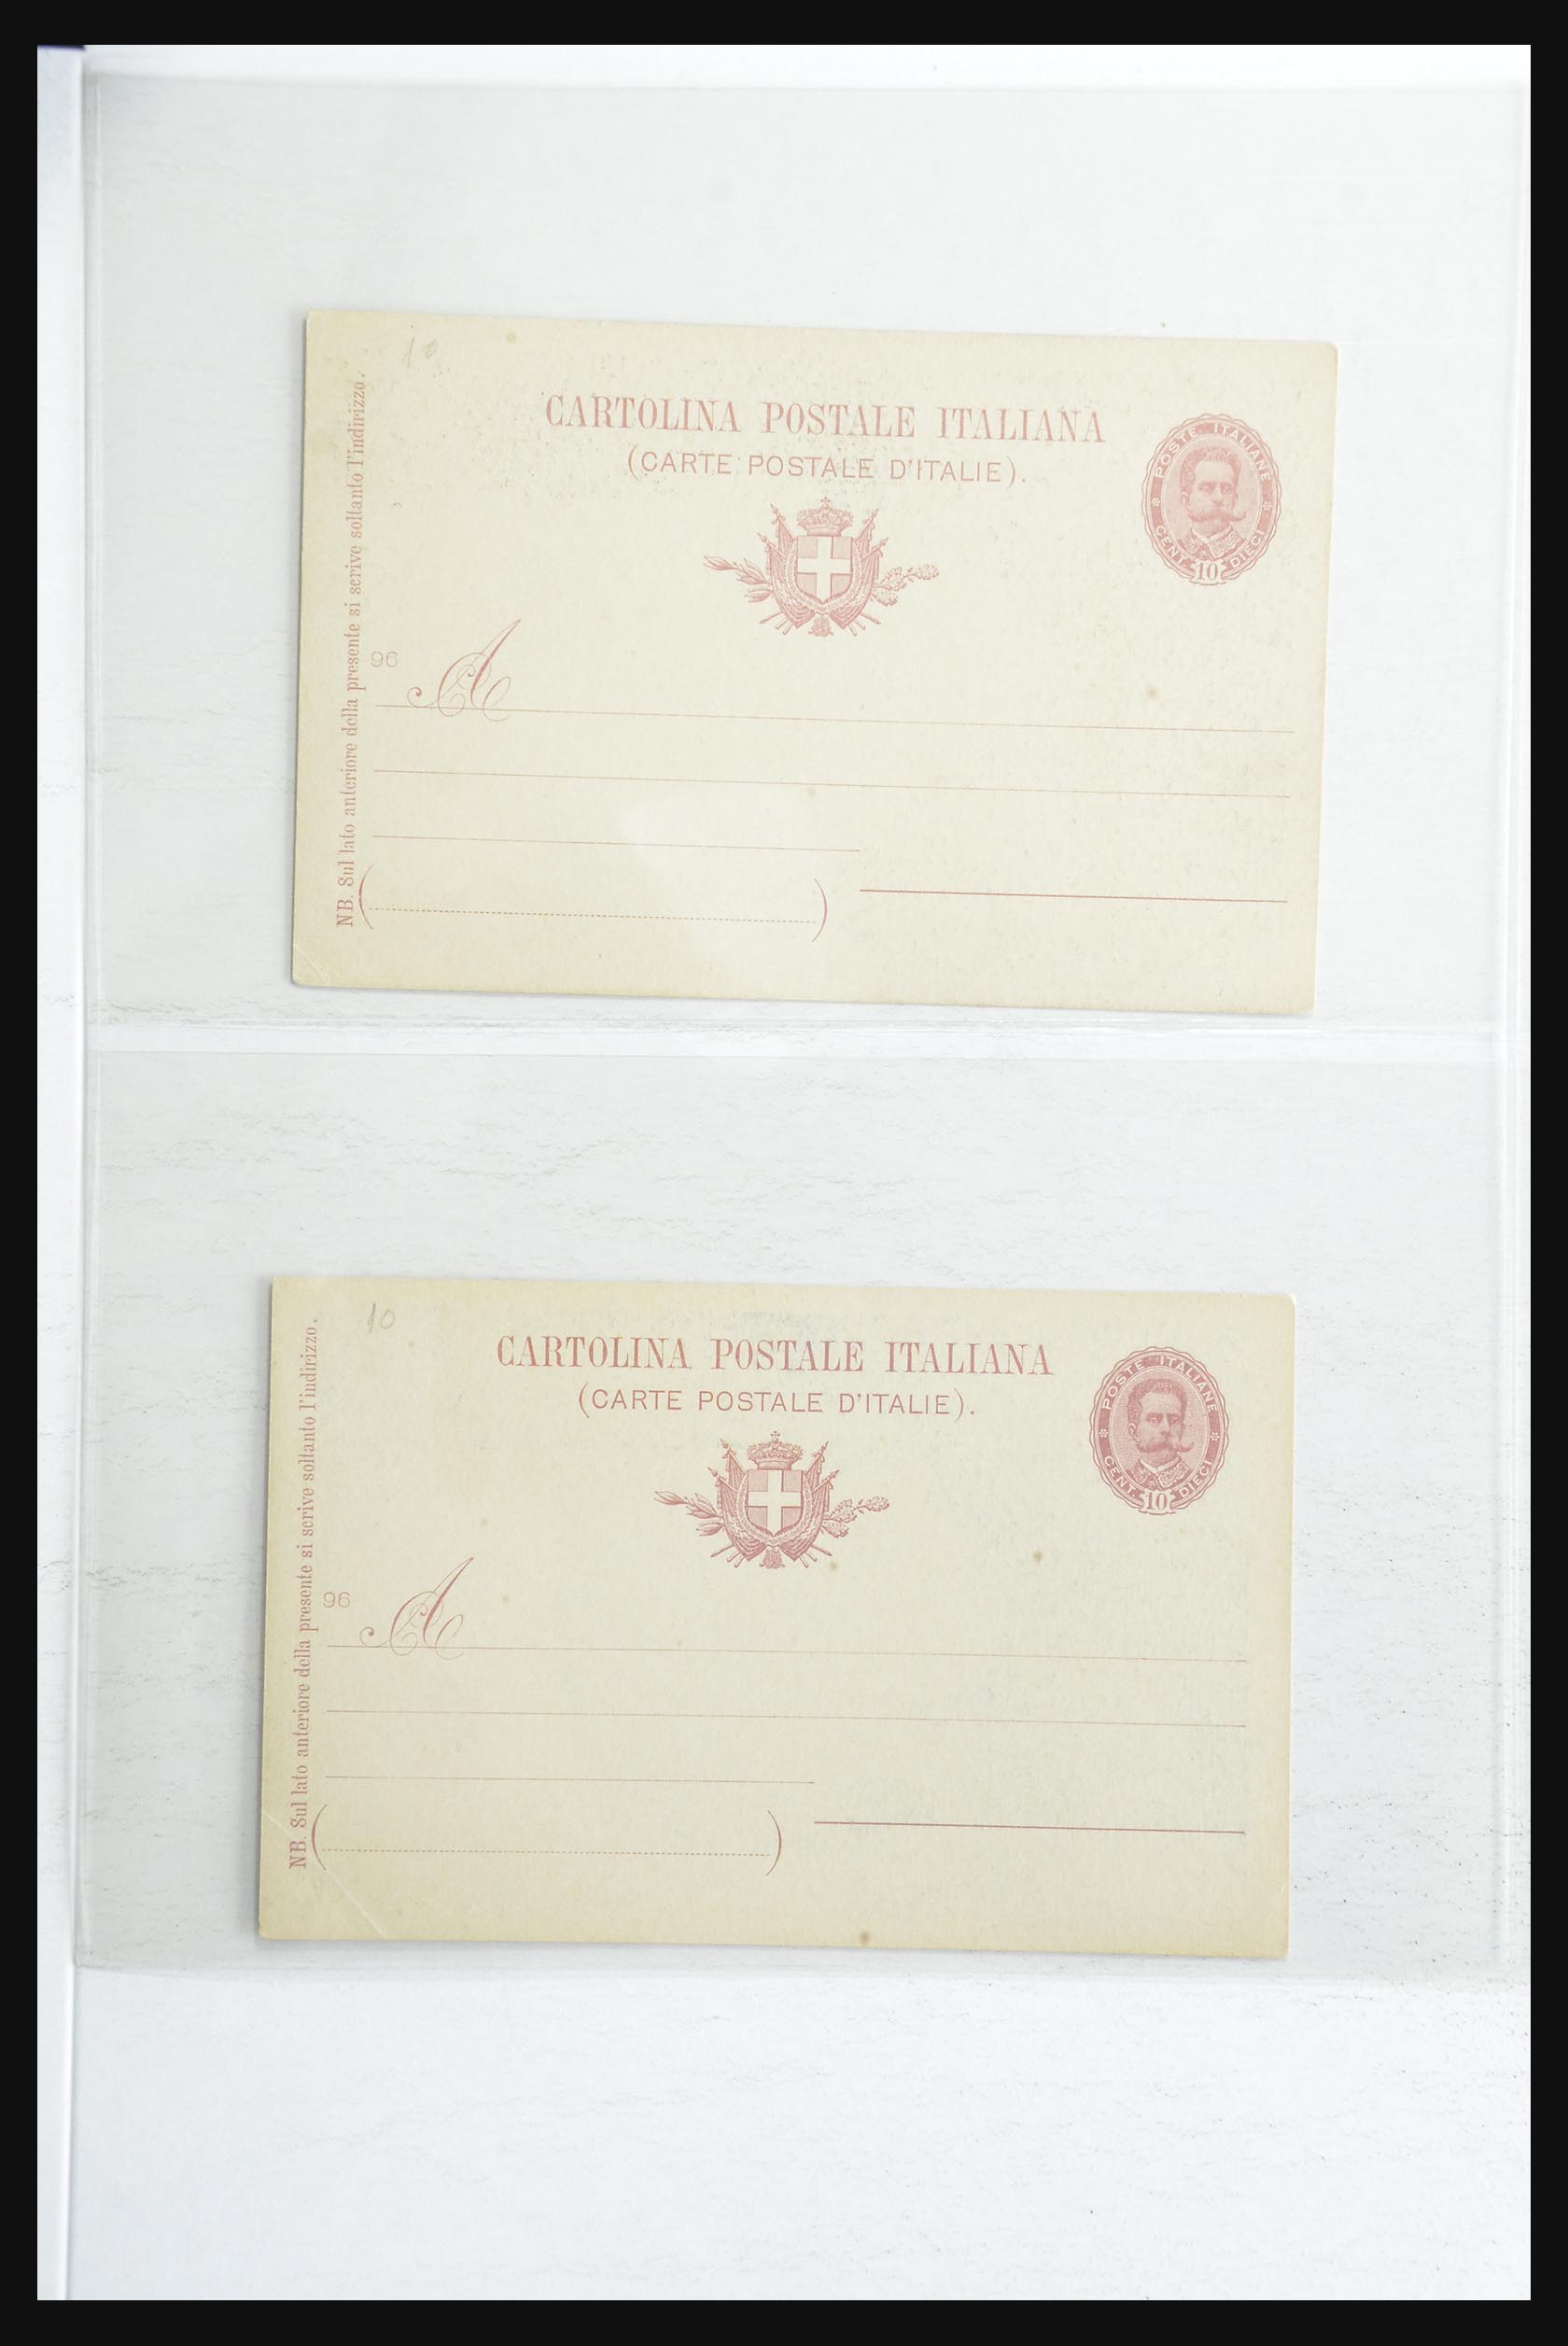 10
CARTOLINA POSTALE ITALIANA
(CARTE POSTALE D'ITALIE).
POSTE ITALIANE
CENT. 10 DIECI
NB. Sul lato anteriore della presente si scrive soltanto l'indirizzo.
96
A
10
CARTOLINA POSTALE ITALIANA
(CARTE POSTALE D'ITALIE).
POSTE ITALIANE
CENT. 10 DIECI
NB. Sul lato anteriore della presente si scrive soltanto l'indirizzo.
96
A